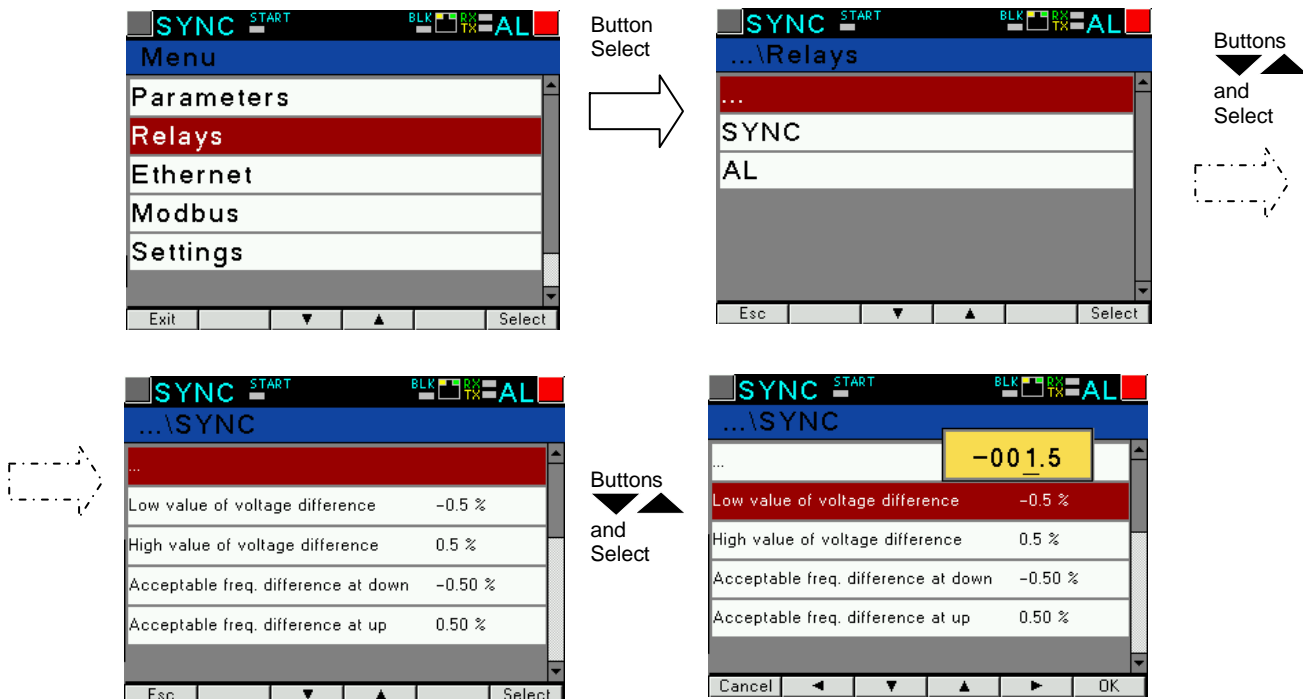 SYNC START BLK RX TX AL
Menu
Parameters
Relays
Ethernet
Modbus
Settings
Exit ▼ ▲ Select
Button
Select
SYNC START BLK RX TX AL
...\Relays
...
SYNC
AL
Esc ▼ ▲ Select
Buttons
▼▲
and
Select
SYNC START BLK RX TX AL
...\SYNC
...
Low value of voltage difference -0.5 %
High value of voltage difference 0.5 %
Acceptable freq. difference at down -0.50 %
Acceptable freq. difference at up 0.50 %
Esc ▼ ▲ Select
Buttons
▼▲
and
Select
SYNC START BLK RX TX AL
...\SYNC
-001.5
...
Low value of voltage difference -0.5 %
High value of voltage difference 0.5 %
Acceptable freq. difference at down -0.50 %
Acceptable freq. difference at up 0.50 %
Cancel ◄ ▼ ▲ ► OK